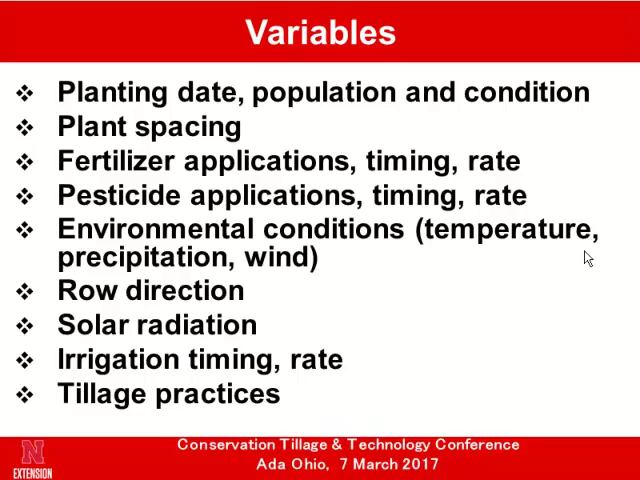 Variables
Planting date, population and condition
Plant spacing
Fertilizer applications, timing, rate
Pesticide applications, timing, rate
Environmental conditions (temperature,
precipitation, wind)
Row direction
Solar radiation
Irrigation timing, rate
Tillage practices
Conservation Tillage & Technology Conference
Ada Ohio, 7 March 2017
N
EXTENSION